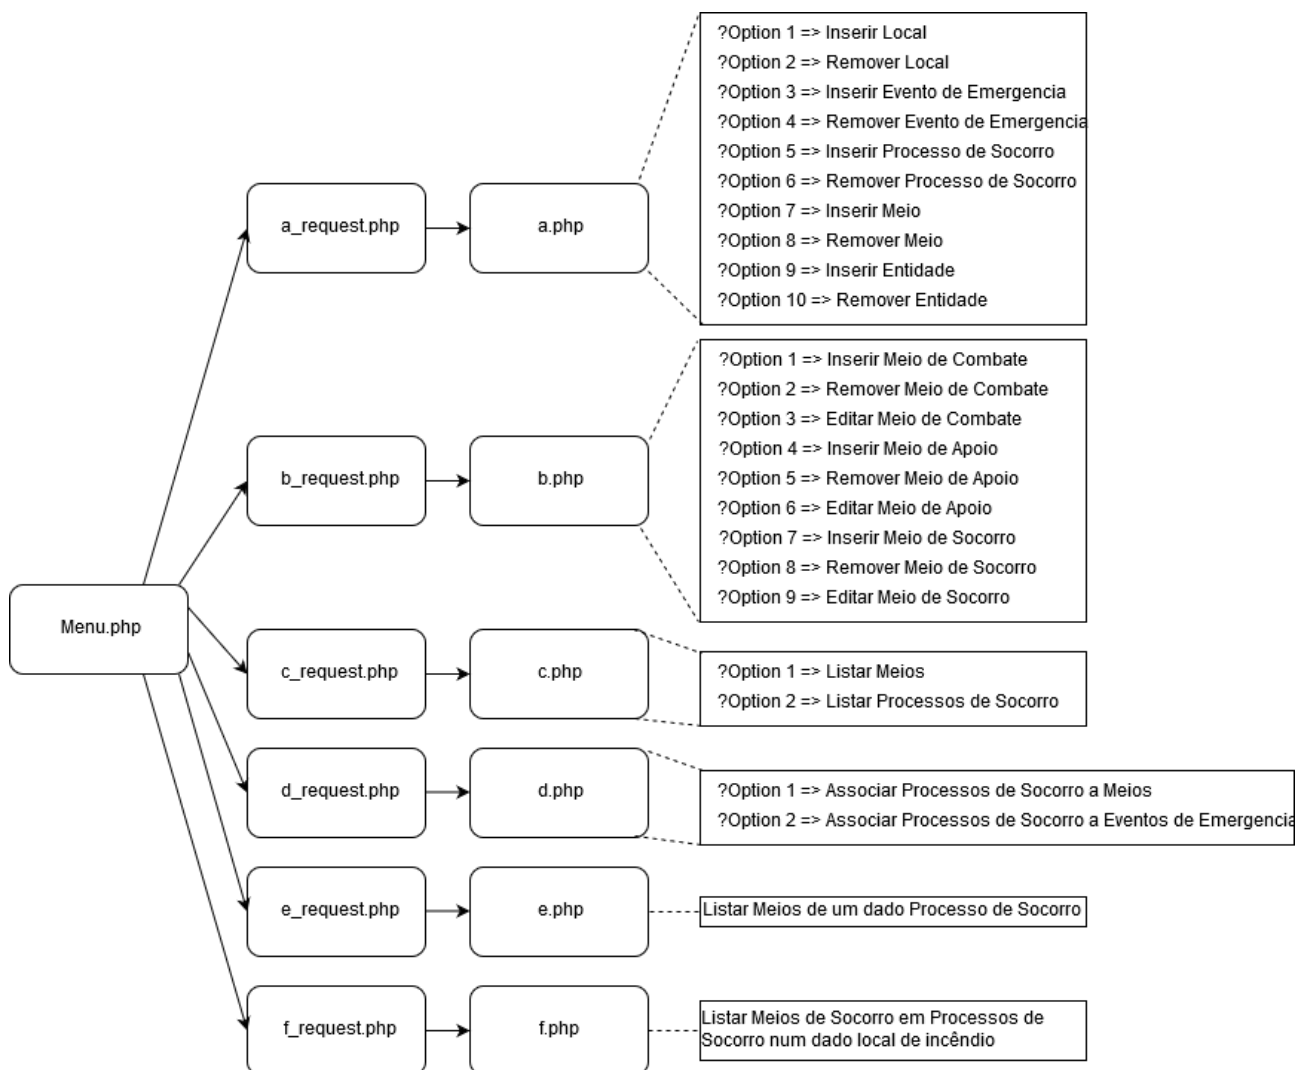 ?Option 1 => Inserir Local
?Option 2 => Remover Local
?Option 3 => Inserir Evento de Emergencia
?Option 4 => Remover Evento de Emergencia
?Option 5 => Inserir Processo de Socorro
?Option 6 => Remover Processo de Socorro
?Option 7 => Inserir Meio
?Option 8 => Remover Meio
?Option 9 => Inserir Entidade
?Option 10 => Remover Entidade
a_request.php
a.php
?Option 1 => Inserir Meio de Combate
?Option 2 => Remover Meio de Combate
?Option 3 => Editar Meio de Combate
?Option 4 => Inserir Meio de Apoio
?Option 5 => Remover Meio de Apoio
?Option 6 => Editar Meio de Apoio
?Option 7 => Inserir Meio de Socorro
?Option 8 => Remover Meio de Socorro
?Option 9 => Editar Meio de Socorro
b_request.php
b.php
Menu.php
c_request.php
c.php
?Option 1 => Listar Meios
?Option 2 => Listar Processos de Socorro
d_request.php
d.php
?Option 1 => Associar Processos de Socorro a Meios
?Option 2 => Associar Processos de Socorro a Eventos de Emergencia
e_request.php
e.php
Listar Meios de um dado Processo de Socorro
f_request.php
f.php
Listar Meios de Socorro em Processos de
Socorro num dado local de incêndio